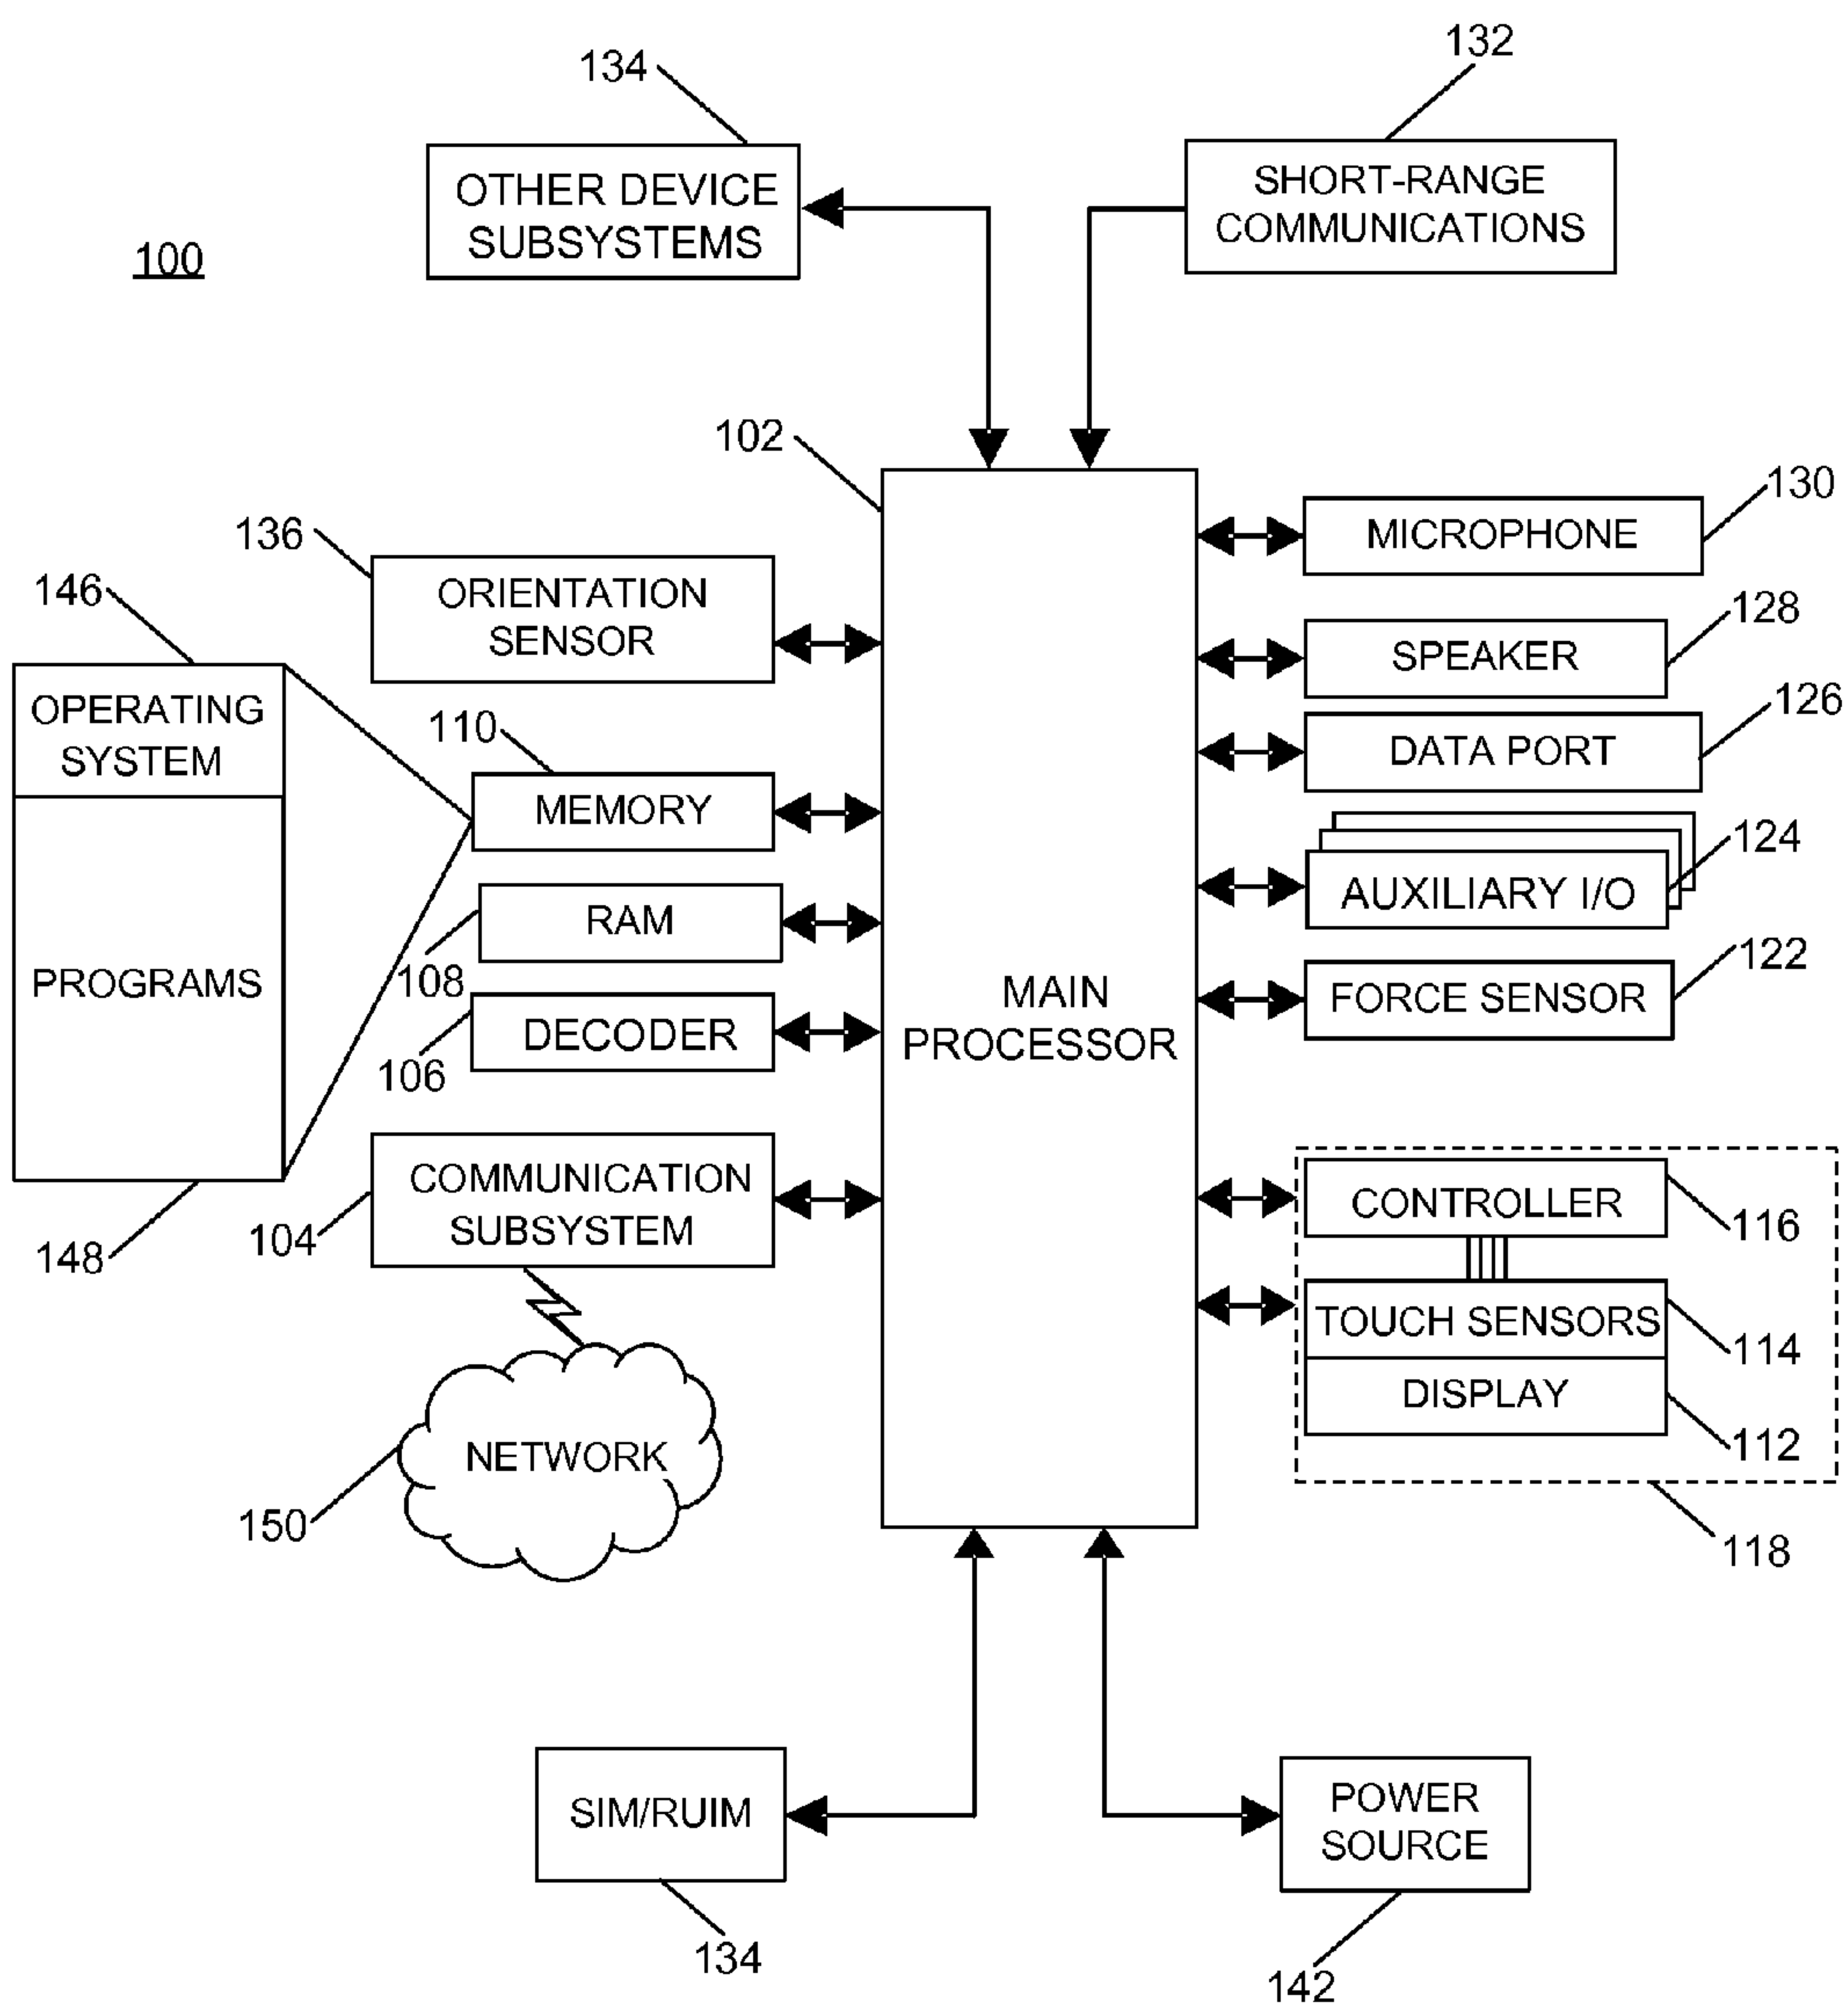 134
132
OTHER DEVICE
SUBSYSTEMS
SHORT-RANGE
COMMUNICATIONS
100
102
136
ORIENTATION
SENSOR
146
OPERATING
SYSTEM
PROGRAMS
148
110
MEMORY
RAM
108
DECODER
106
COMMUNICATION
SUBSYSTEM
104
NETWORK
150
MAIN
PROCESSOR
130
MICROPHONE
128
SPEAKER
126
DATA PORT
124
AUXILIARY I/O
122
FORCE SENSOR
CONTROLLER
116
TOUCH SENSORS
114
DISPLAY
112
118
SIM/RUIM
134
POWER
SOURCE
142